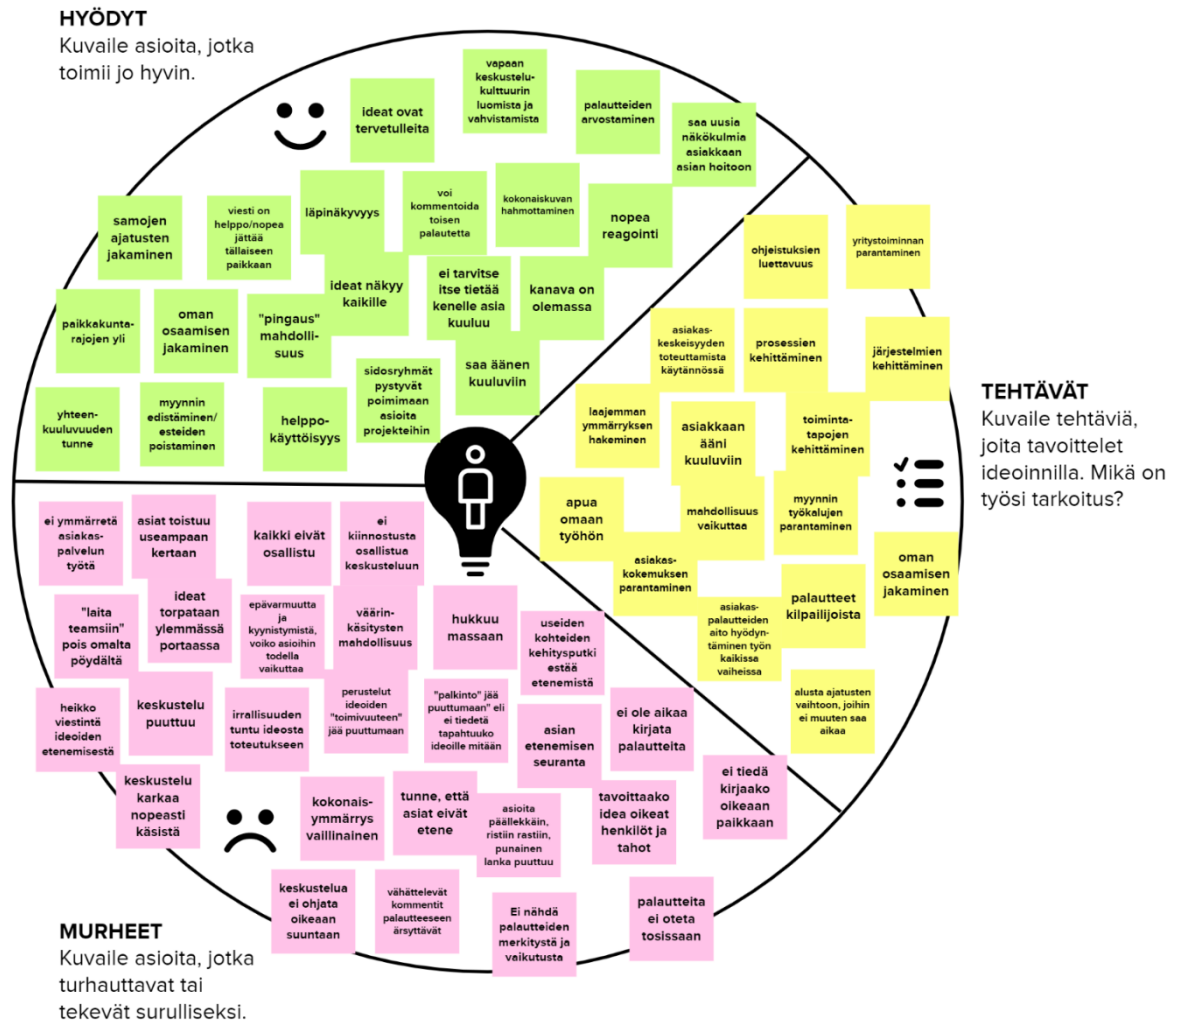 HYÖDYT
Kuvaile asioita, jotka
toimii jo hyvin.
ideat ovat
tervetulleita
vapaan
keskustelu-
kulttuurin
luomista ja
vahvistamista
palautteiden
arvostaminen
saa uusia
näkökulmia
asiakkaan
asian hoitoon
samojen
ajatusten
jakaminen
viesti on
helppo/nopea
jättää
tällaiseen
paikkaan
läpinäkyvyys
voi
kommentoida
toisen
palautetta
kokonaiskuvan
hahmottaminen
nopea
reagointi
paikkakunta-
rajojen yli
oman
osaamisen
jakaminen
"pingaus"
mahdolli-
suus
ideat näkyy
kaikille
ei tarvitse
itse tietää
kenelle asia
kuuluu
kanava on
olemassa
yhteen-
kuuluvuuden
tunne
myynnin
edistäminen/
esteiden
poistaminen
helppo-
käyttöisyys
sidosryhmät
pystyvät
poimimaan
asioita
projekteihin
saa äänen
kuuluviin
TEHTÄVÄT
Kuvaile tehtäviä,
joita tavoittelet
ideoinnilla. Mikä on
työsi tarkoitus?
ohjeistuksien
luettavuus
yritystoiminnan
parantaminen
asiakas-
keskeisyyden
toteuttamista
käytännössä
prosessien
kehittäminen
järjestelmien
kehittäminen
laajemman
ymmärryksen
hakeminen
asiakkaan
ääni
kuuluviin
toiminta-
tapojen
kehittäminen
apua
omaan
työhön
mahdollisuus
vaikuttaa
myynnin
työkalujen
parantaminen
asiakas-
kokemuksen
parantaminen
oman
osaamisen
jakaminen
asiakas-
palautteiden
aito hyödyn-
täminen työn
kaikissa
vaiheissa
palautteet
kilpailijoista
alusta ajatusten
vaihtoon, joihin
ei muuten saa
aikaa
ei ymmärretä
asiakas-
palvelun
työtä
asiat toistuu
useampaan
kertaan
kaikki eivät
osallistu
ei
kiinnostusta
osallistua
keskusteluun
"laita
teamsiin"
pois omalta
pöydältä
ideat
torpataan
ylemmässä
portaassa
epävarmuutta
ja
kyynistymistä,
voiko asioihin
todella
vaikuttaa
väärin-
käsitysten
mahdollisuus
hukkuu
massaan
useiden
kohteiden
kehitysputki
estää
etenemistä
heikko
viestintä
ideoiden
etenemisestä
keskustelu
puuttuu
irrallisuuden
tuntu ideosta
toteutukseen
perustelut
ideoiden
"toimivuuteen"
jää puuttumaan
"palkinto" jää
puuttumaan" eli
ei tiedetä
tapahtuuko
ideoille mitään
asian
etenemisen
seuranta
ei ole aikaa
kirjata
palautteita
keskustelu
karkaa
nopeasti
käsistä
kokonais-
ymmärrys
vaillinainen
tunne, että
asiat eivät
etene
asioita
päällekkäin,
ristiin rastiin,
punainen
lanka puuttuu
tavoittaako
idea oikeat
henkilöt ja
tahot
ei tiedä
kirjaako
oikeaan
paikkaan
keskustelua
ei ohjata
oikeaan
suuntaan
vähättelevät
kommentit
palautteeseen
ärsyttävät
Ei nähdä
palautteiden
merkitystä ja
vaikutusta
palautteita
ei oteta
tosissaan
MURHEET
Kuvaile asioita, jotka
turhauttavat tai
tekevät surulliseksi.